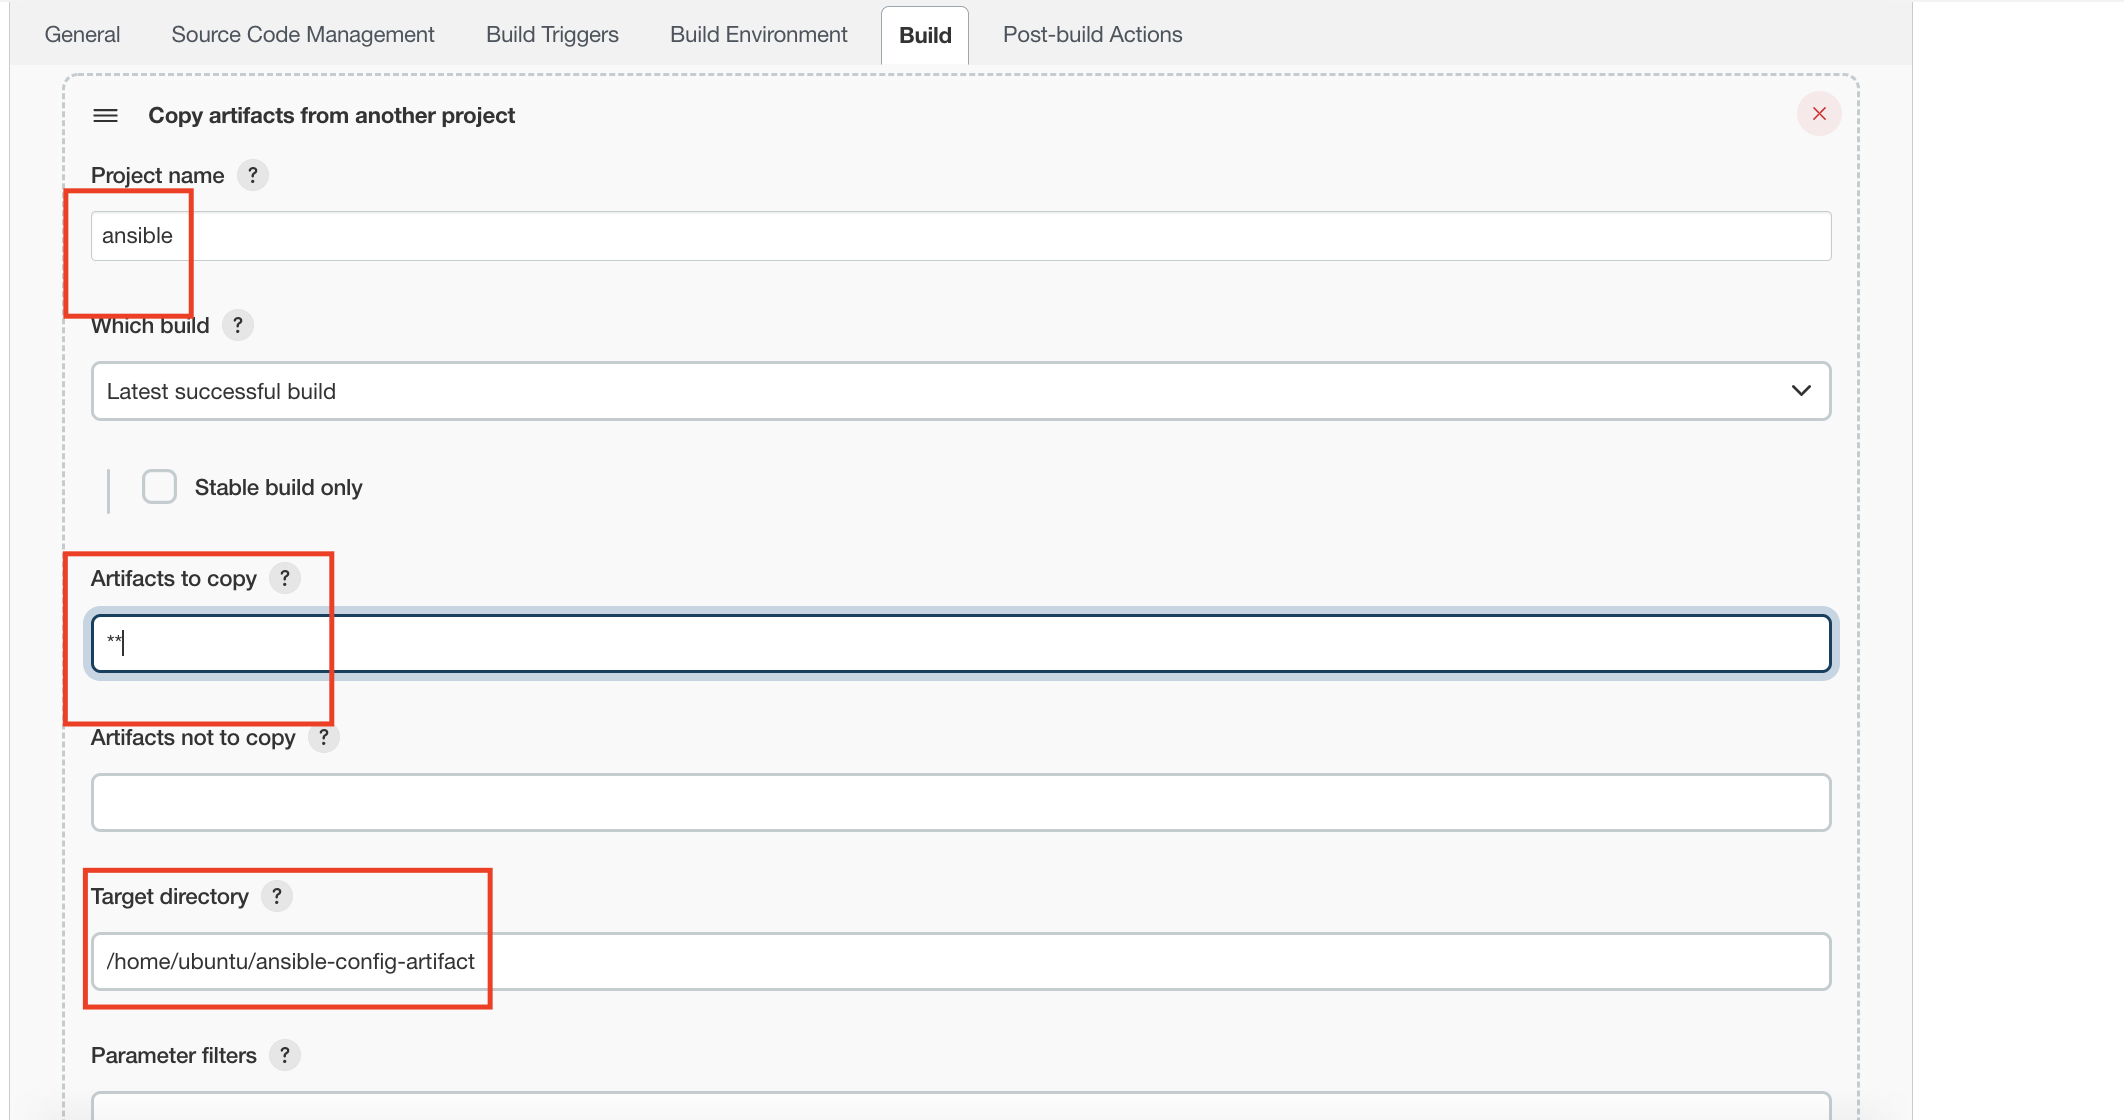 General Source Code Management Build Triggers Build Environment Build Post-build Actions
Copy artifacts from another project
Project name ?
ansible
Which build ?
Latest successful build
Stable build only
Artifacts to copy ?
**
Artifacts not to copy ?
Target directory ?
/home/ubuntu/ansible-config-artifact
Parameter filters ?